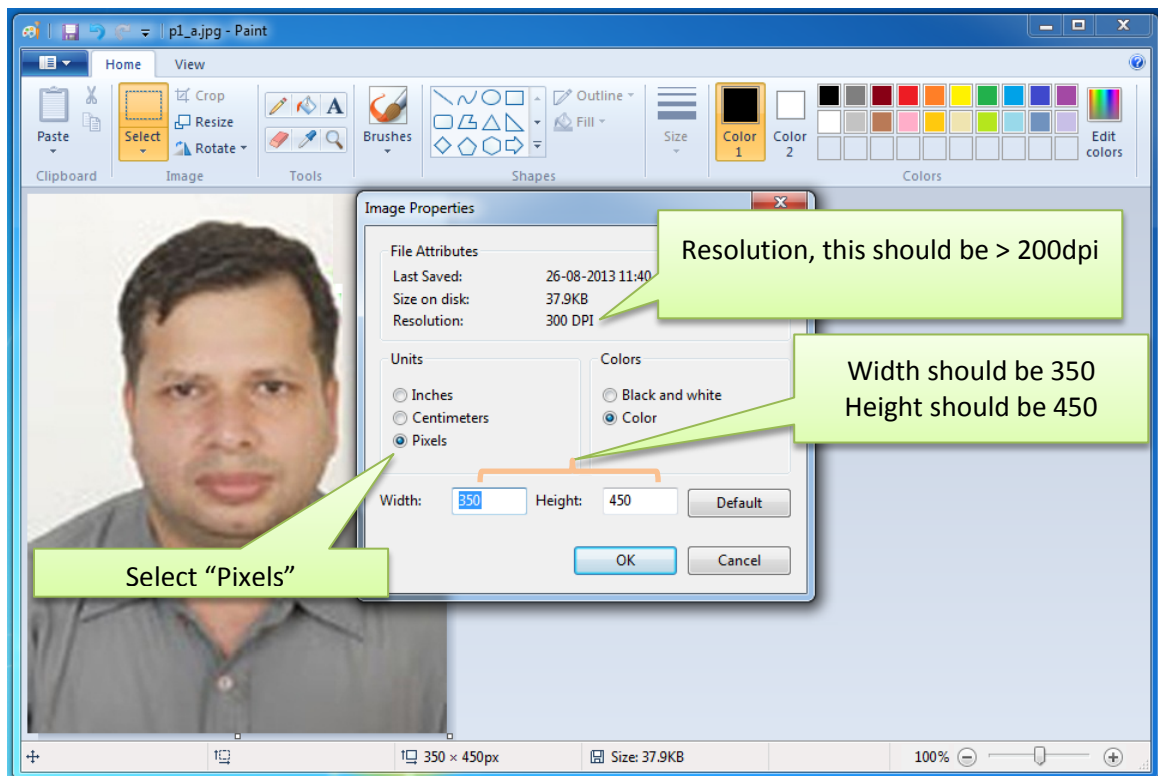 p1_a.jpg - Paint
Home View
Paste
Select
Crop
Resize
Rotate
Brushes
Outline
Fill
Size
Color 1
Color 2
Edit colors
Clipboard
Image
Tools
Shapes
Colors
Image Properties
File Attributes
Last Saved: 26-08-2013 11:40
Size on disk: 37.9KB
Resolution: 300 DPI
Resolution, this should be > 200dpi
Units
Inches
Centimeters
Pixels
Colors
Black and white
Color
Width should be 350
Height should be 450
Width: 350 Height: 450 Default
OK Cancel
Select “Pixels”
350 × 450px
Size: 37.9KB
100%